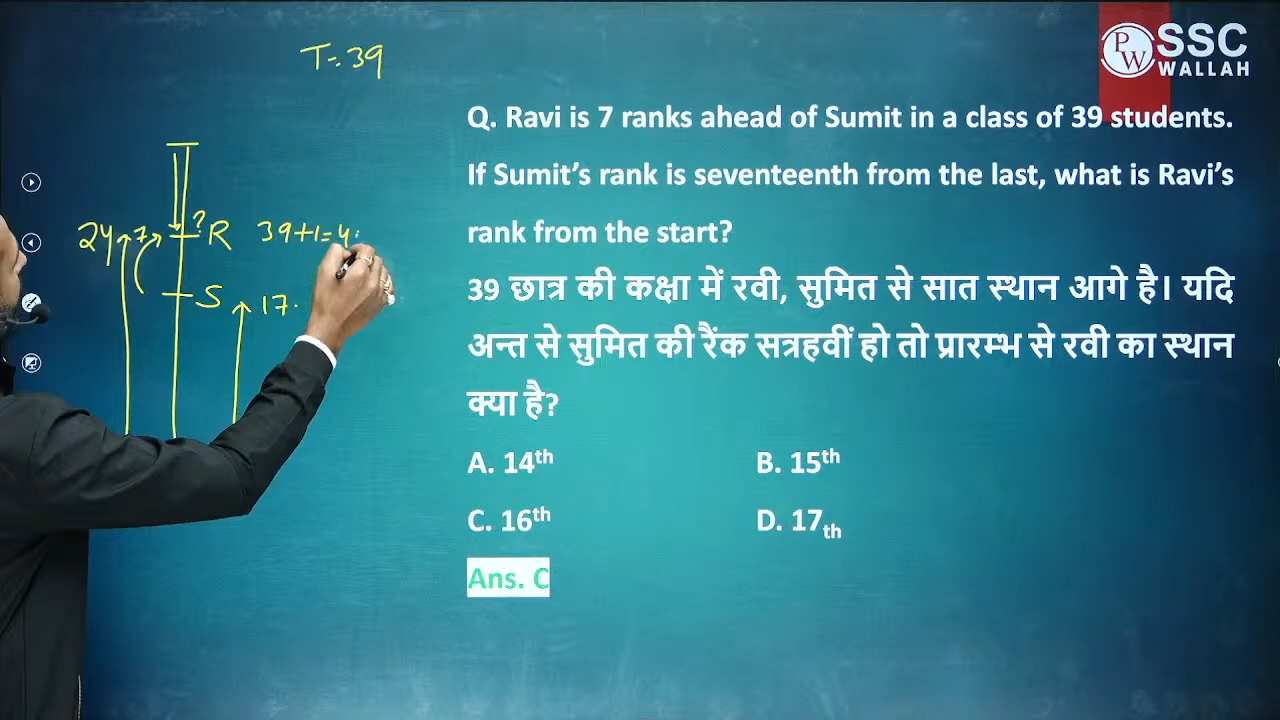 T=39
PW
SSC
WALLAH
Q. Ravi is 7 ranks ahead of Sumit in a class of 39 students.
If Sumit’s rank is seventeenth from the last, what is Ravi’s
rank from the start?
39 छात्र की कक्षा में रवी, सुमित से सात स्थान आगे है। यदि
अन्त से सुमित की रैंक सत्रहवीं हो तो प्रारम्भ से रवी का स्थान
क्या है?
A. 14th
B. 15th
C. 16th
D. 17th
Ans. C
24 7 ? R 39+1=4
S 17.